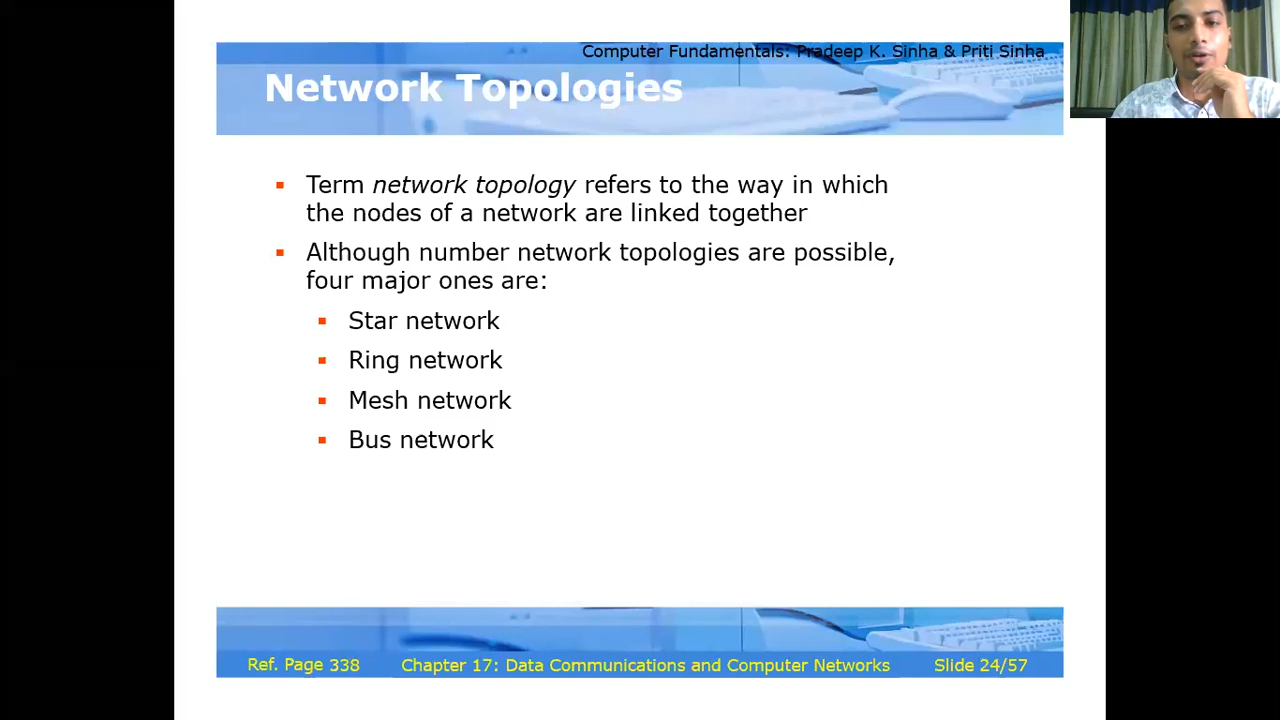 Computer Fundamentals: Pradeep K. Sinha & Priti Sinha
Network Topologies
▪ Term network topology refers to the way in which
the nodes of a network are linked together
▪ Although number network topologies are possible,
four major ones are:
▪ Star network
▪ Ring network
▪ Mesh network
▪ Bus network
Ref. Page 338 Chapter 17: Data Communications and Computer Networks Slide 24/57